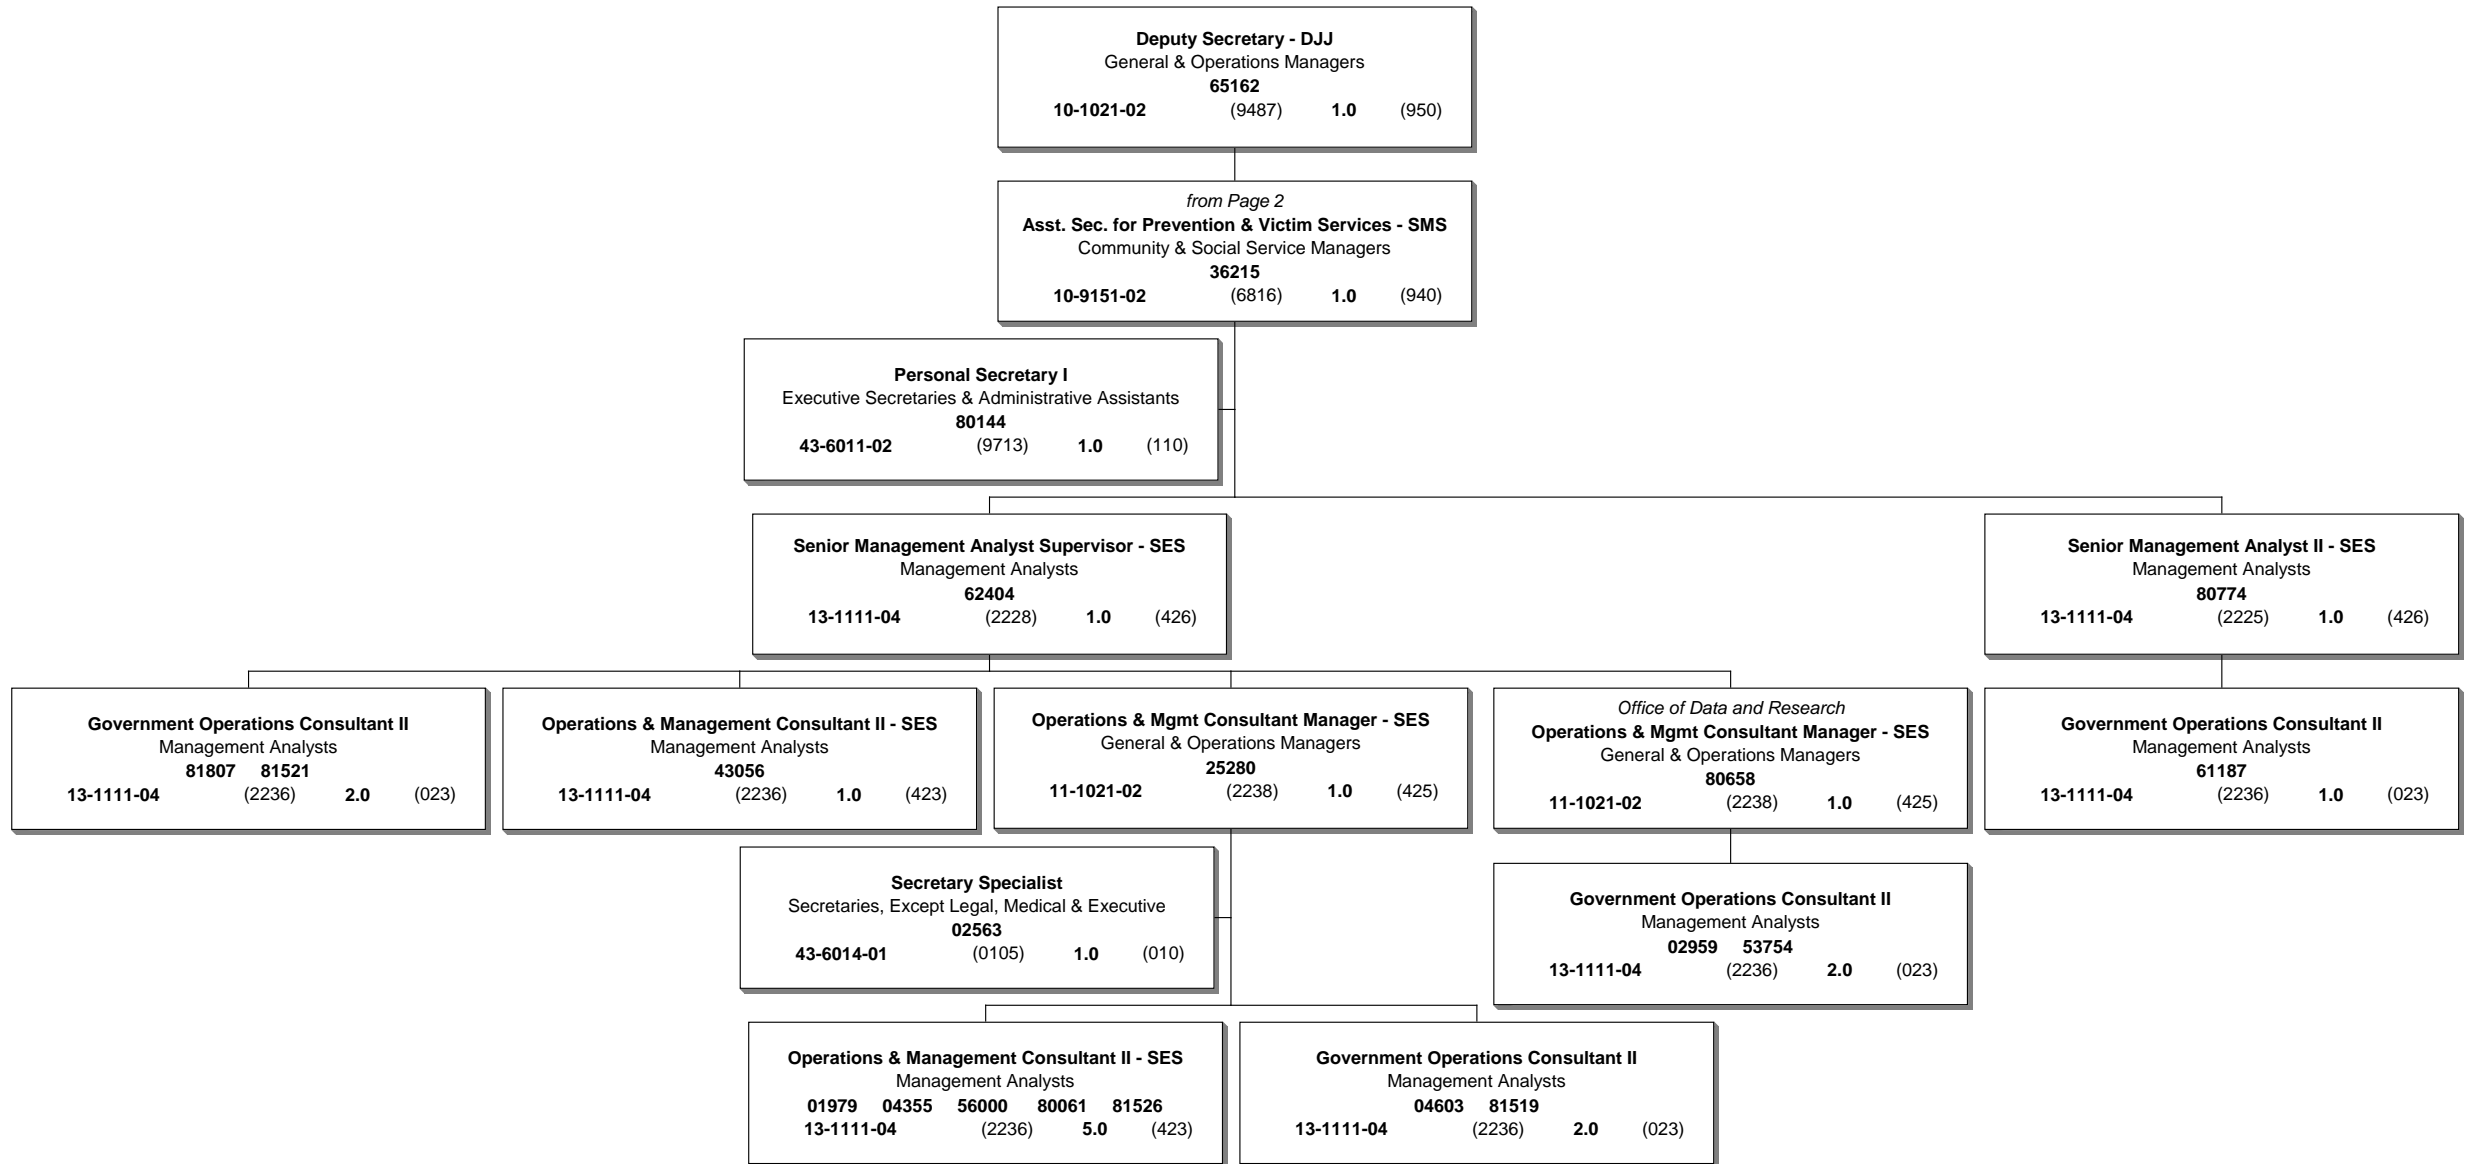 Deputy Secretary - DJJ
General & Operations Managers
65162
10-1021-02 (9487) 1.0 (950)
from Page 2
Asst. Sec. for Prevention & Victim Services - SMS
Community & Social Service Managers
36215
10-9151-02 (6816) 1.0 (940)
Personal Secretary I
Executive Secretaries & Administrative Assistants
80144
43-6011-02 (9713) 1.0 (110)
Senior Management Analyst Supervisor - SES
Management Analysts
62404
13-1111-04 (2228) 1.0 (426)
Senior Management Analyst II - SES
Management Analysts
80774
13-1111-04 (2225) 1.0 (426)
Government Operations Consultant II
Management Analysts
81807 81521
13-1111-04 (2236) 2.0 (023)
Operations & Management Consultant II - SES
Management Analysts
43056
13-1111-04 (2236) 1.0 (423)
Operations & Mgmt Consultant Manager - SES
General & Operations Managers
25280
11-1021-02 (2238) 1.0 (425)
Office of Data and Research
Operations & Mgmt Consultant Manager - SES
General & Operations Managers
80658
11-1021-02 (2238) 1.0 (425)
Government Operations Consultant II
Management Analysts
61187
13-1111-04 (2236) 1.0 (023)
Secretary Specialist
Secretaries, Except Legal, Medical & Executive
02563
43-6014-01 (0105) 1.0 (010)
Government Operations Consultant II
Management Analysts
02959 53754
13-1111-04 (2236) 2.0 (023)
Operations & Management Consultant II - SES
Management Analysts
01979 04355 56000 80061 81526
13-1111-04 (2236) 5.0 (423)
Government Operations Consultant II
Management Analysts
04603 81519
13-1111-04 (2236) 2.0 (023)